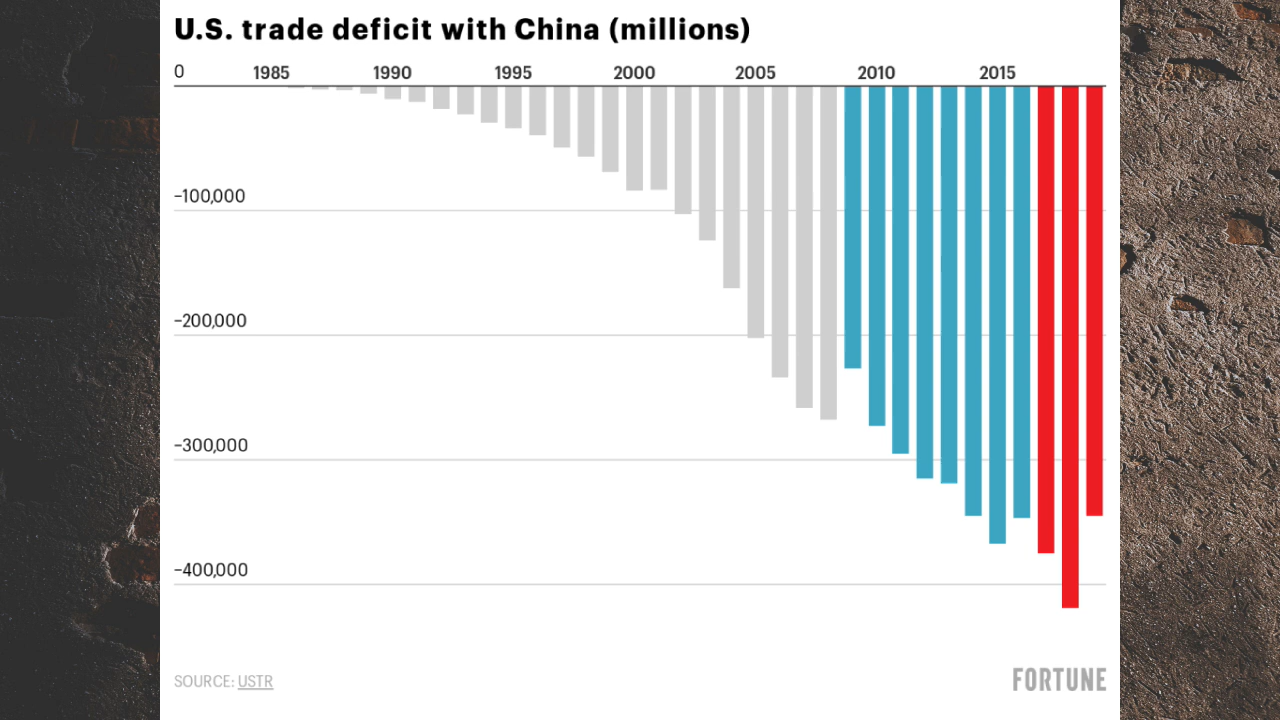 U.S. trade deficit with China (millions)
0 1985 1990 1995 2000 2005 2010 2015
−100,000
−200,000
−300,000
−400,000
SOURCE: USTR FORTUNE